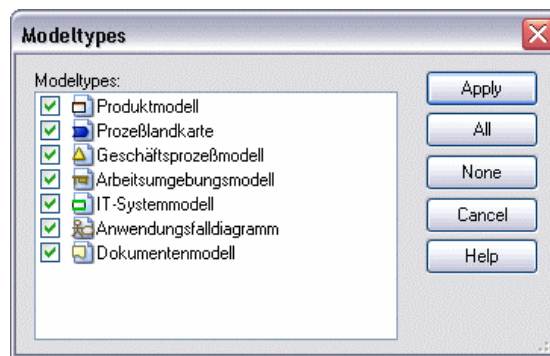 Modeltypes
Modeltypes:
Produktmodell
Prozeßlandkarte
Geschäftsprozeßmodell
Arbeitsumgebungsmodell
IT-Systemmodell
Anwendungsfalldiagramm
Dokumentenmodell
Apply
All
None
Cancel
Help